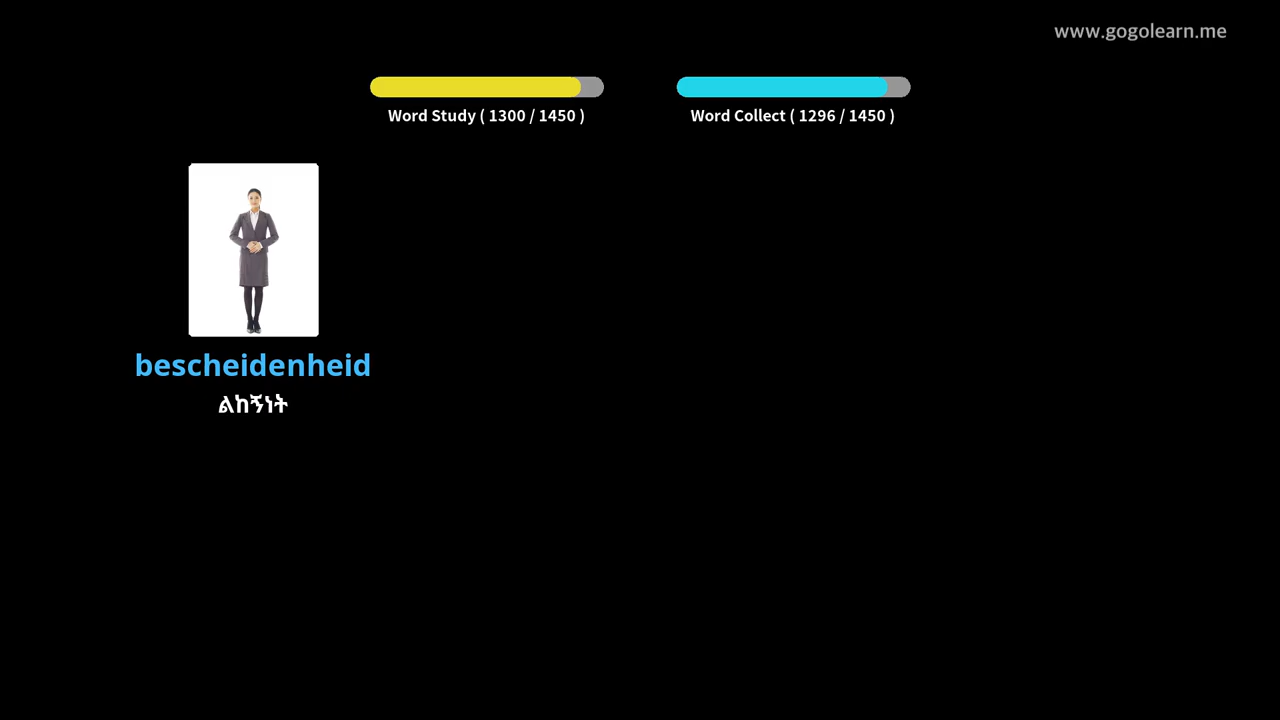 www.gogolearn.me
Word Study ( 1300 / 1450 )
Word Collect ( 1296 / 1450 )
bescheidenheid
ልከኝነት